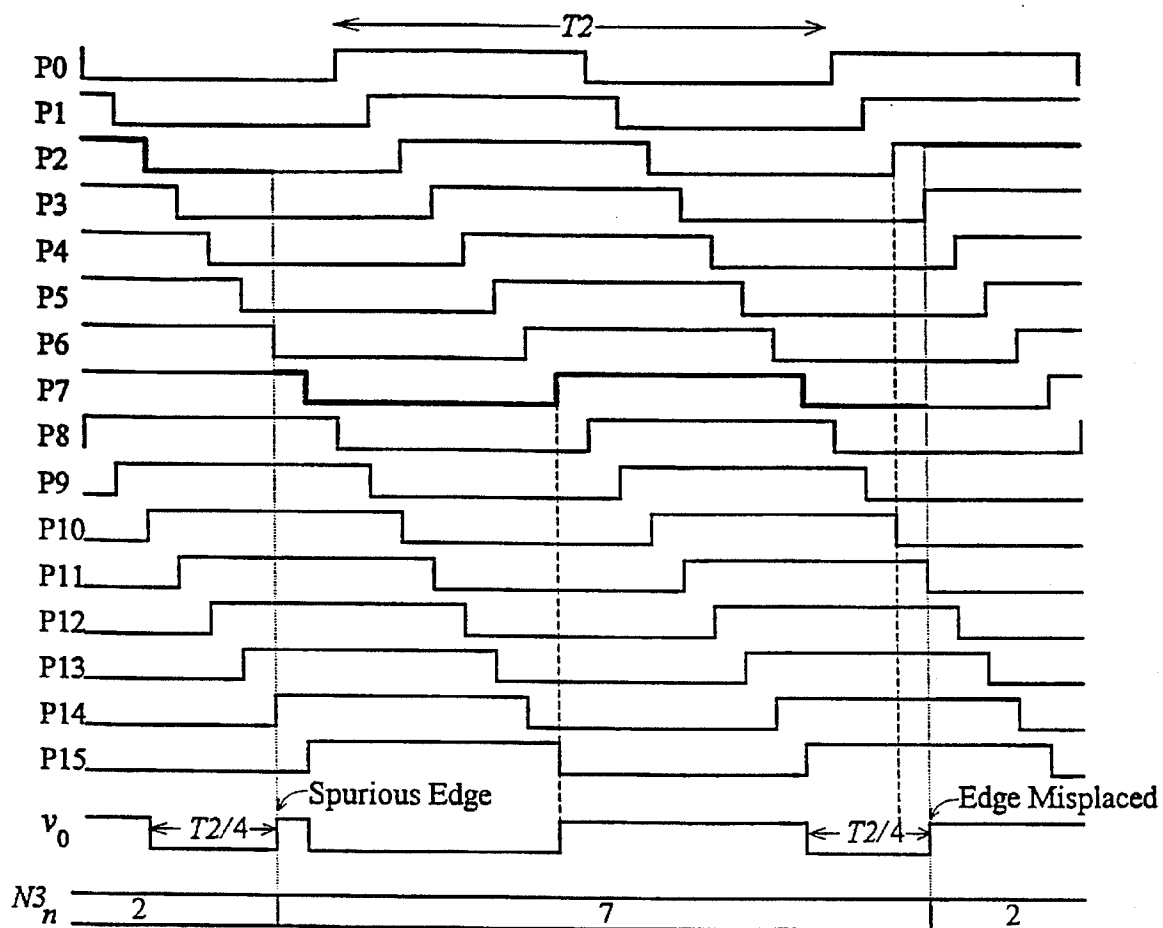 T2
P0
P1
P2
P3
P4
P5
P6
P7
P8
P9
P10
P11
P12
P13
P14
P15
Spurious Edge
Edge Misplaced
v0
T2/4
T2/4
N3n
2
7
2